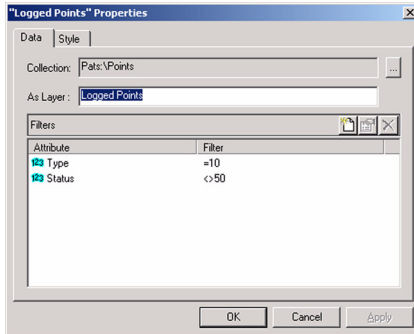 "Logged Points" Properties
Data Style
Collection: Pats:\Points ...
As Layer: Logged Points
Filters
Attribute Filter
123 Type =10
123 Status <>50
OK Cancel Apply